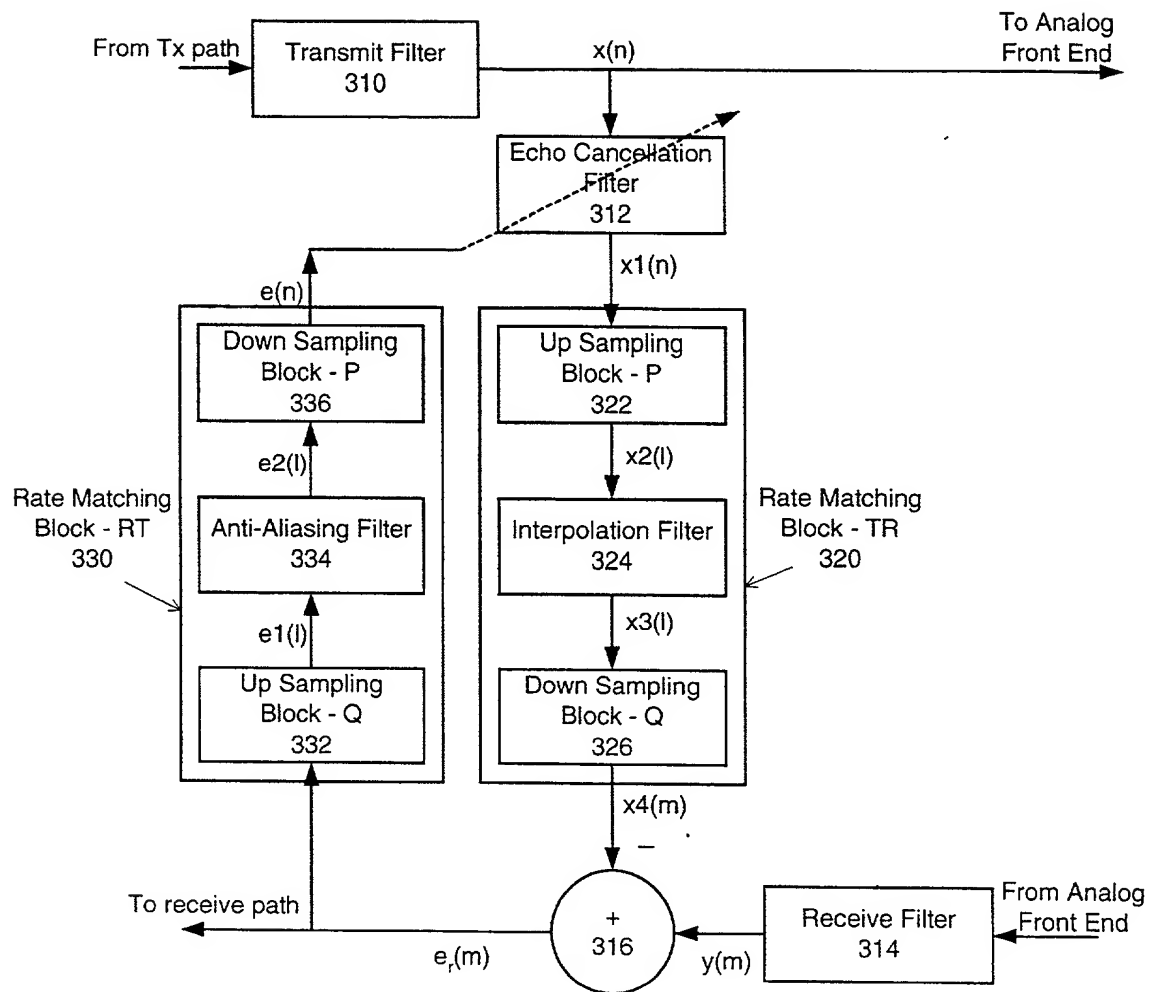 From Tx path
Transmit Filter
310
x(n)
To Analog
Front End
Echo Cancellation
Filter
312
x1(n)
e(n)
Down Sampling
Block - P
336
Up Sampling
Block - P
322
e2(l)
x2(l)
Rate Matching
Block - RT
330
Anti-Aliasing Filter
334
Interpolation Filter
324
Rate Matching
Block - TR
320
e1(l)
x3(l)
Up Sampling
Block - Q
332
Down Sampling
Block - Q
326
x4(m)
–
To receive path
e_r(m)
+
316
y(m)
Receive Filter
314
From Analog
Front End